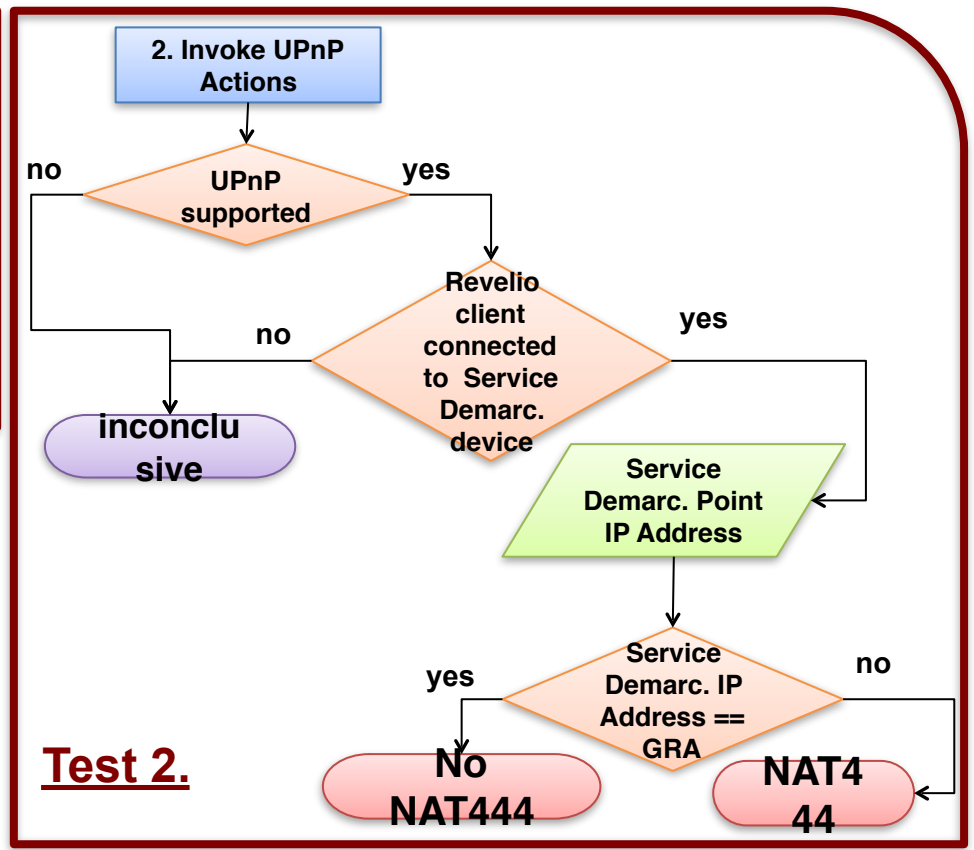 2. Invoke UPnP
Actions
no
yes
UPnP
supported
Revelio
client
connected
to Service
Demarc.
device
no
yes
inconclu
sive
Service
Demarc. Point
IP Address
Service
Demarc. IP
Address ==
GRA
yes
no
No
NAT444
NAT4
44
Test 2.